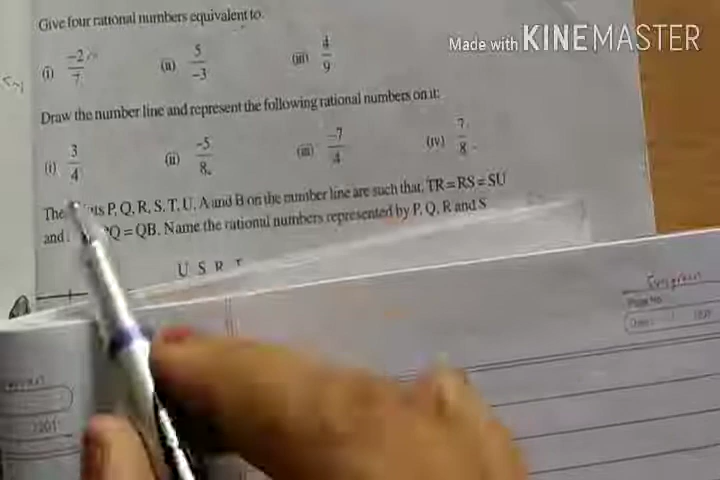 Give four rational numbers equivalent to.
Made with KINEMASTER
(i) -2/7 (ii) 5/-3 (iii) 4/9
Draw the number line and represent the following rational numbers on it:
(i) 3/4 (ii) -5/8 (iii) -7/4 (iv) 7/8
The P, Q, R, S, T, U, A and B on the number line are such that, TR = RS = SU
and = QB. Name the rational numbers represented by P, Q, R and S
U S R T
Page No.